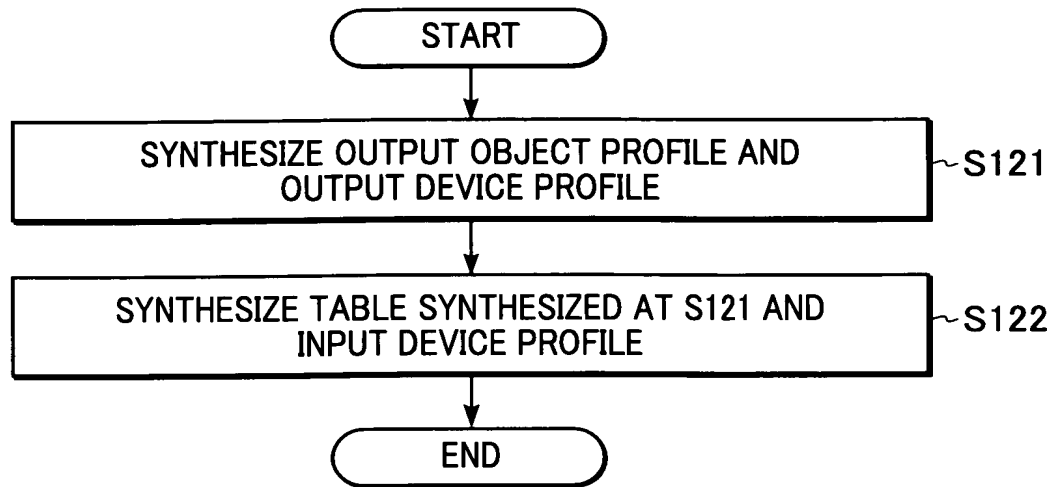 START
SYNTHESIZE OUTPUT OBJECT PROFILE AND
OUTPUT DEVICE PROFILE
S121
SYNTHESIZE TABLE SYNTHESIZED AT S121 AND
INPUT DEVICE PROFILE
S122
END